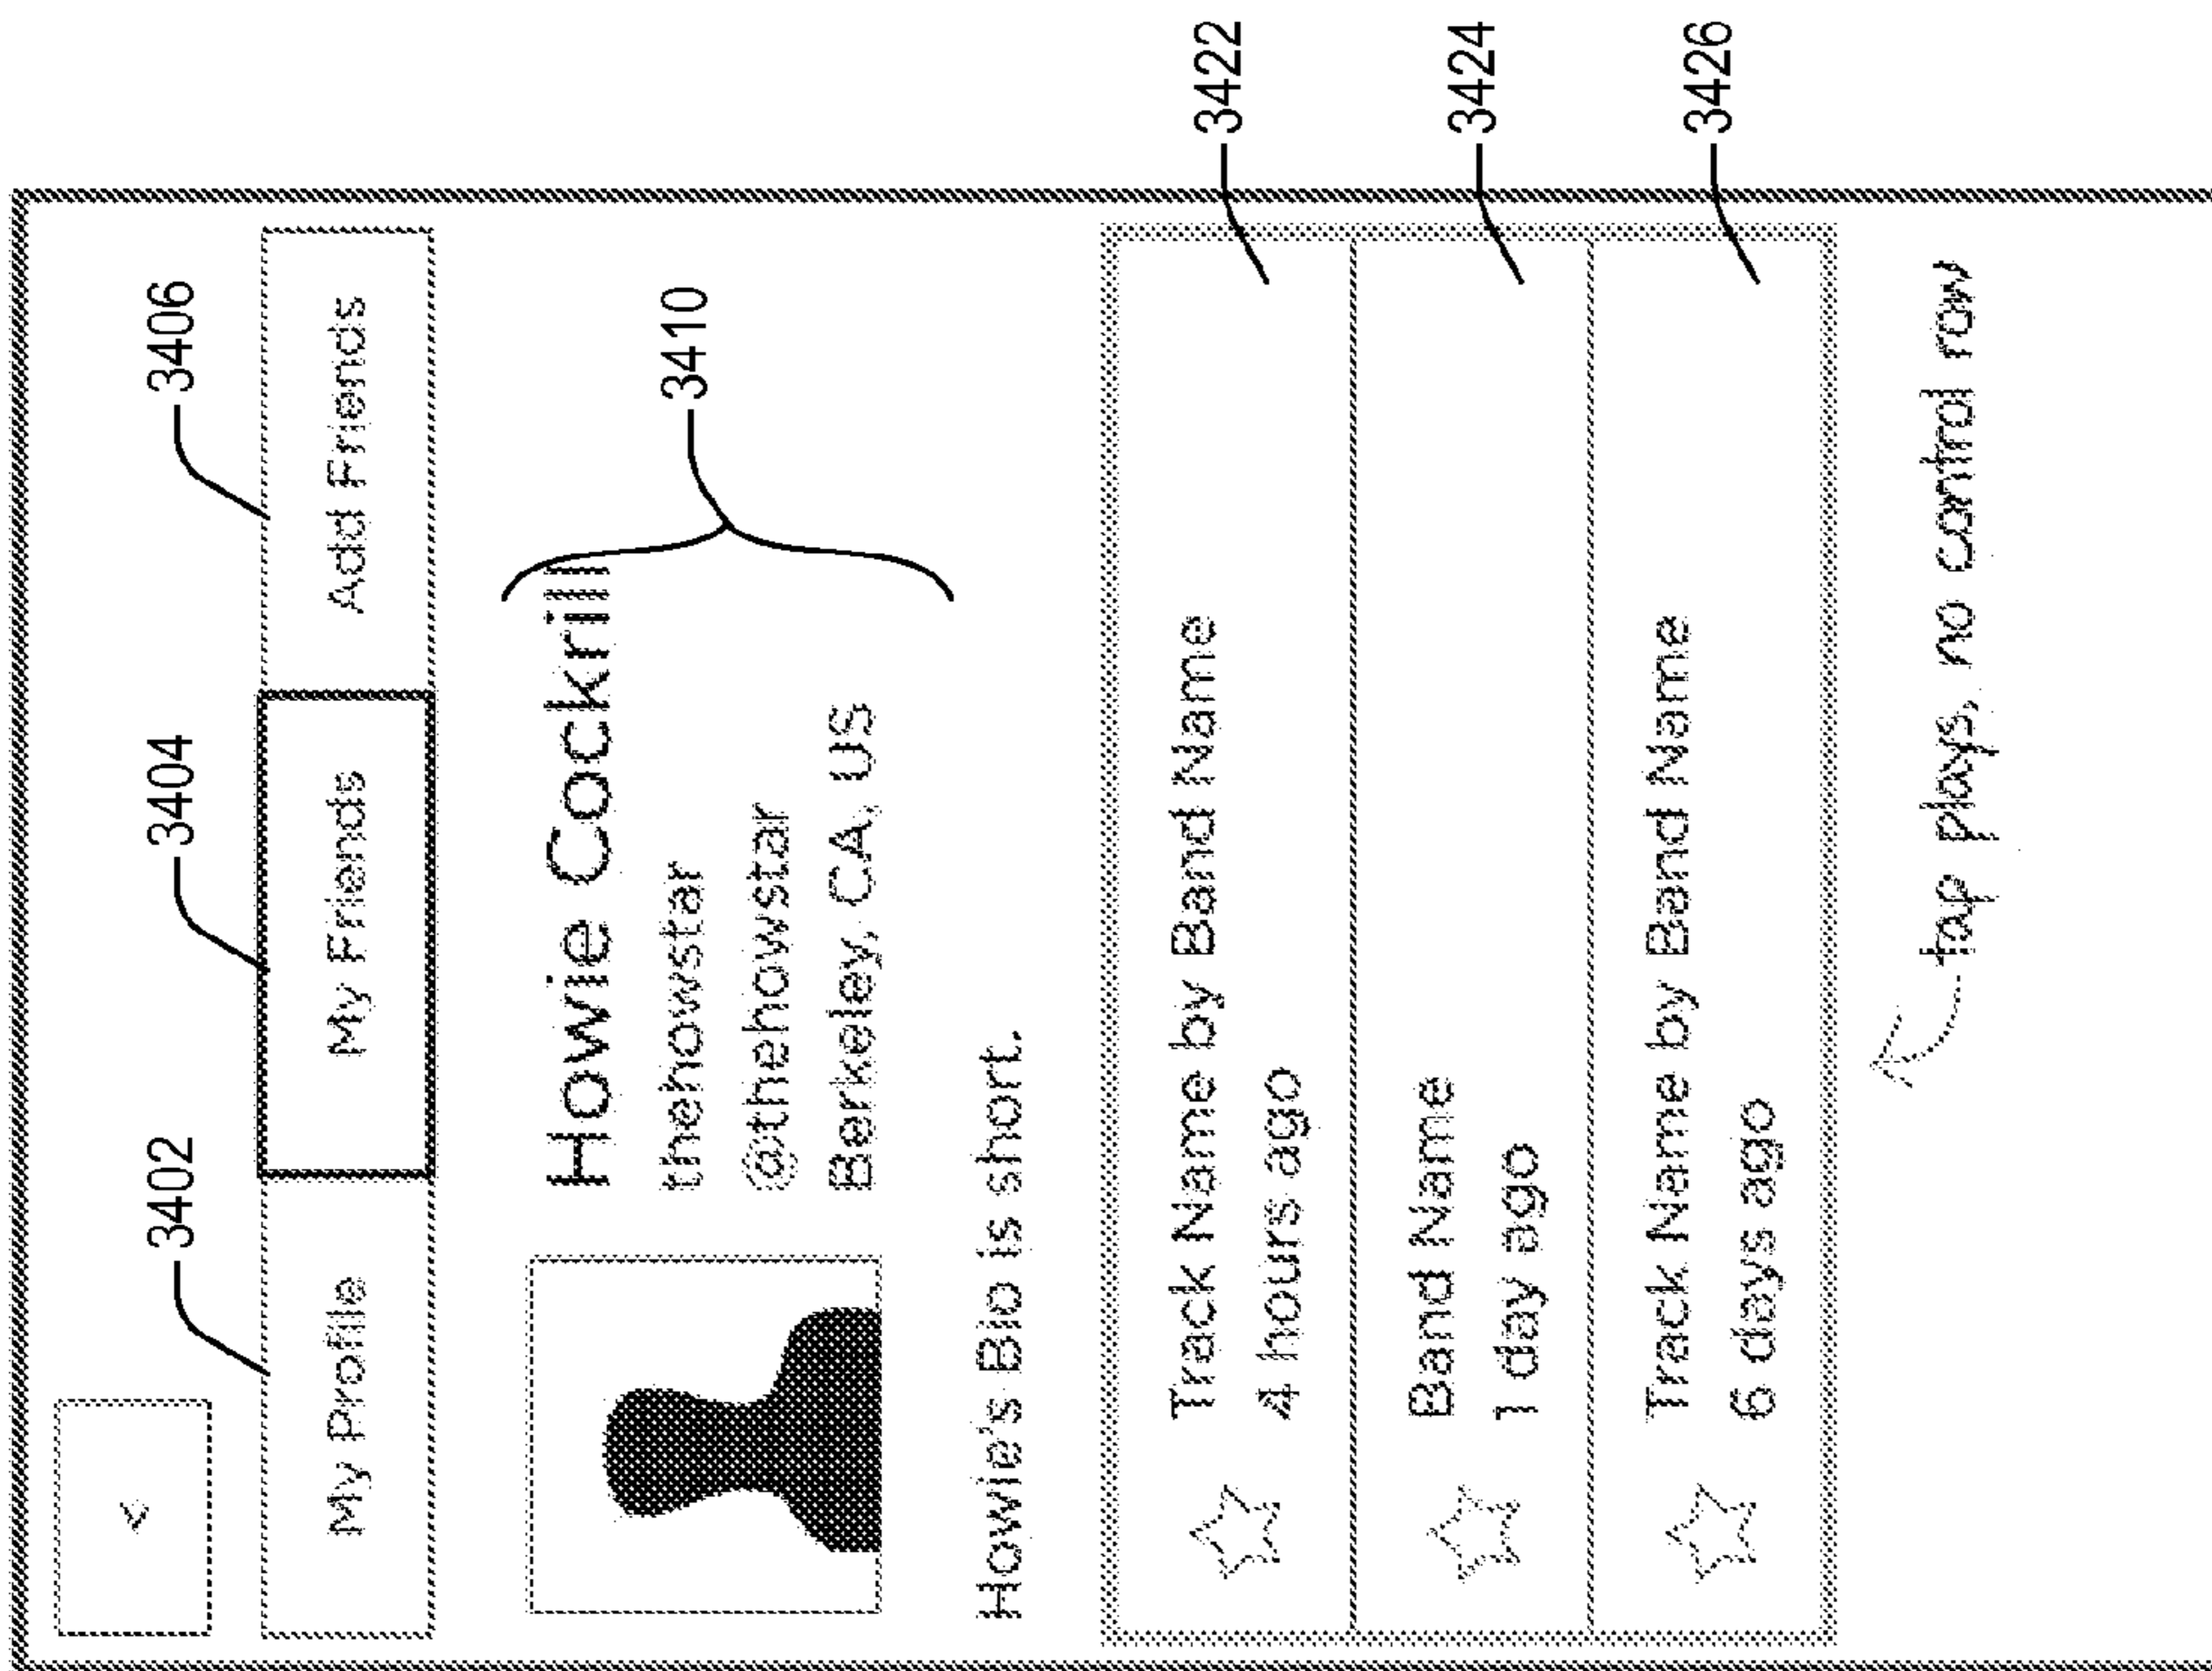 3402
3404
3406
<
My Profile
My Friends
Add Friends
Howie Cockrill
thehowstar
@thehowstar
Berkeley, CA, US
3410
Howie's Bio is short.
Track Name by Band Name
4 hours ago
3422
Band Name
1 day ago
3424
Track Name by Band Name
6 days ago
3426
tap plays, no control row